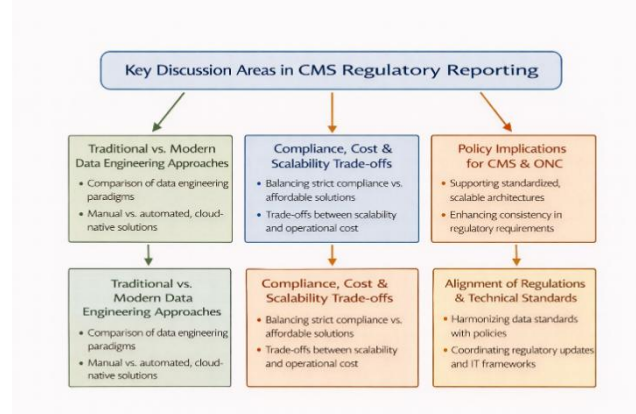 Key Discussion Areas in CMS Regulatory Reporting
Traditional vs. Modern
Data Engineering Approaches
• Comparison of data engineering
paradigms
• Manual vs. automated, cloud-
native solutions
Compliance, Cost &
Scalability Trade-offs
• Balancing strict compliance vs.
affordable solutions
• Trade-offs between scalability
and operational cost
Policy Implications
for CMS & ONC
• Supporting standardized,
scalable architectures
• Enhancing consistency in
regulatory requirements
Traditional vs.
Modern Data
Engineering Approaches
• Comparison of data engineering
paradigms
• Manual vs. automated, cloud-
native solutions
Compliance, Cost &
Scalability Trade-offs
• Balancing strict compliance vs.
affordable solutions
• Trade-offs between scalability
and operational cost
Alignment of Regulations
& Technical Standards
• Harmonizing data standards
with policies
• Coordinating regulatory updates
and IT frameworks